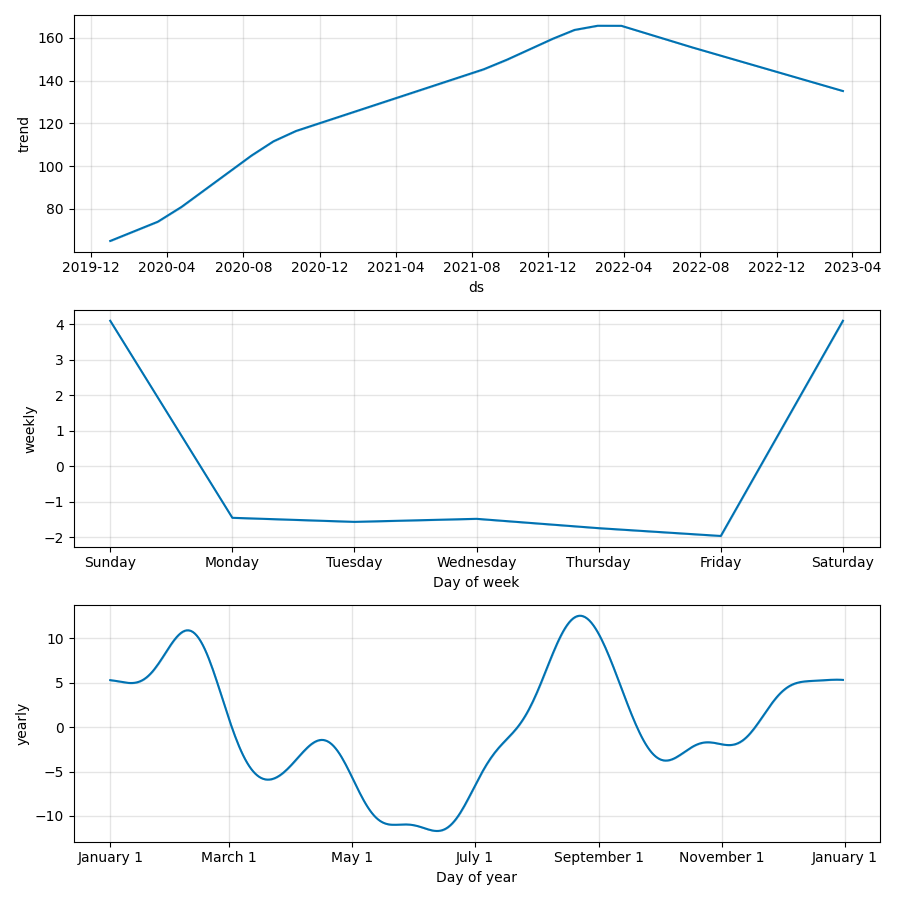 160
140
120
100
80
trend
2019-12 2020-04 2020-08 2020-12 2021-04 2021-08 2021-12 2022-04 2022-08 2022-12 2023-04
ds
4
3
2
1
0
−1
−2
weekly
Sunday Monday Tuesday Wednesday Thursday Friday Saturday
Day of week
10
5
0
−5
−10
yearly
January 1 March 1 May 1 July 1 September 1 November 1 January 1
Day of year